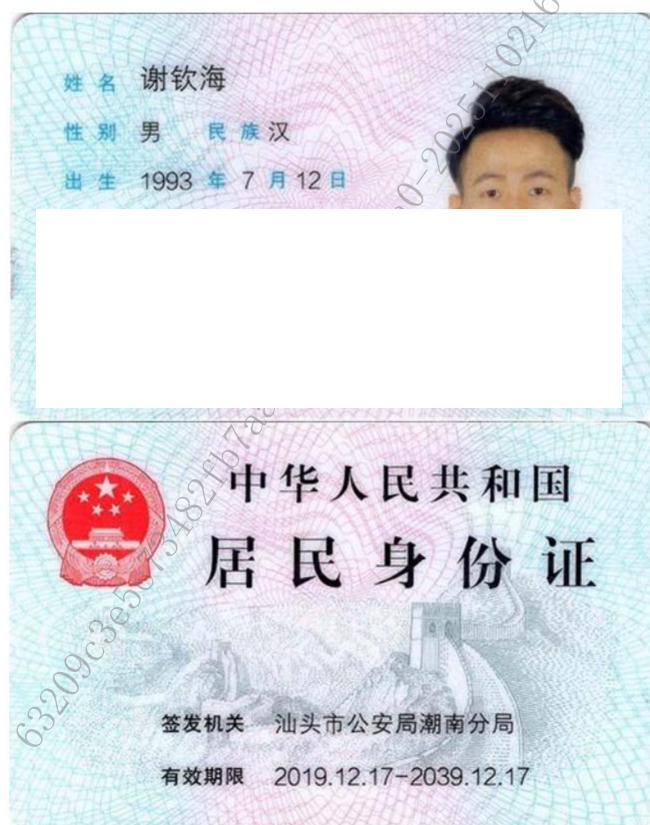 姓名 谢钦海
性别 男 民族 汉
出生 1993 年 7 月 12 日
中华人民共和国
居民身份证
签发机关 汕头市公安局潮南分局
有效期限 2019.12.17-2039.12.17